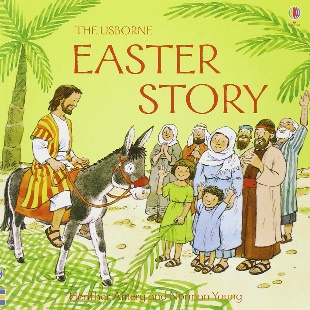 THE USBORNE
EASTER
STORY
Heather Amery and Norman Young